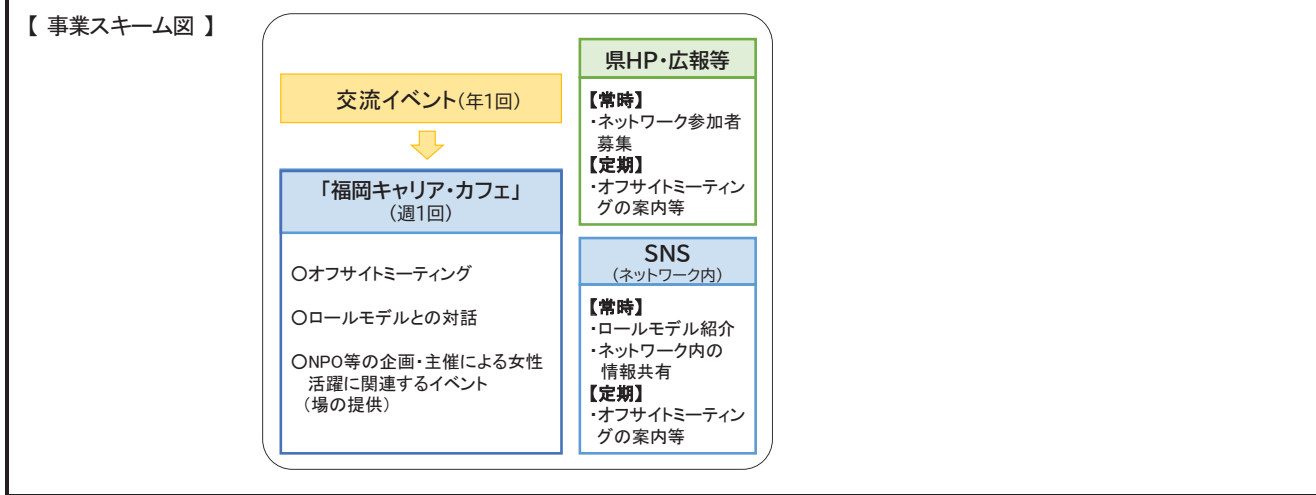 【 事業スキーム図 】
交流イベント(年1回)
「福岡キャリア・カフェ」
(週1回)
○オフサイトミーティング
○ロールモデルとの対話
○NPO等の企画・主催による女性
活躍に関連するイベント
(場の提供)
県HP・広報等
【常時】
・ネットワーク参加者
募集
【定期】
・オフサイトミーティン
グの案内等
SNS
(ネットワーク内)
【常時】
・ロールモデル紹介
・ネットワーク内の
情報共有
【定期】
・オフサイトミーティン
グの案内等